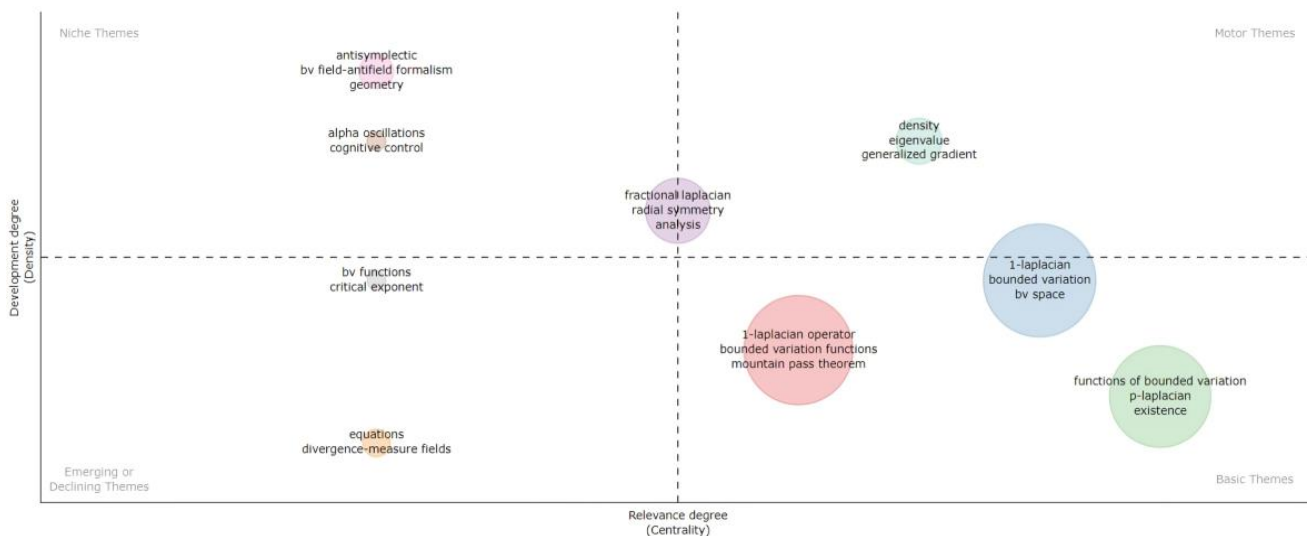 Niche Themes
Motor Themes
antisymplectic
bv field-antifield formalism
geometry
alpha oscillations
cognitive control
density
eigenvalue
generalized gradient
fractional laplacian
radial symmetry
analysis
Development degree
(Density)
bv functions
critical exponent
1-laplacian
bounded variation
bv space
1-laplacian operator
bounded variation functions
mountain pass theorem
functions of bounded variation
p-laplacian
existence
equations
divergence-measure fields
Emerging or
Declining Themes
Basic Themes
Relevance degree
(Centrality)